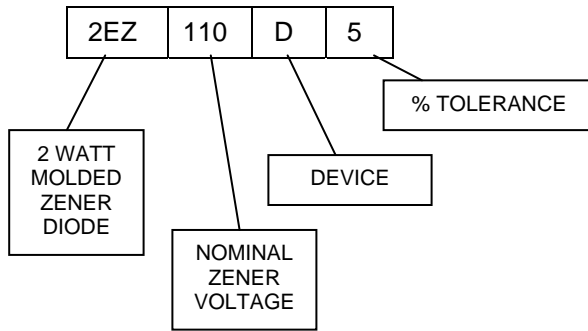 2EZ 110 D 5
% TOLERANCE
2 WATT
MOLDED
ZENER
DIODE
DEVICE
NOMINAL
ZENER
VOLTAGE